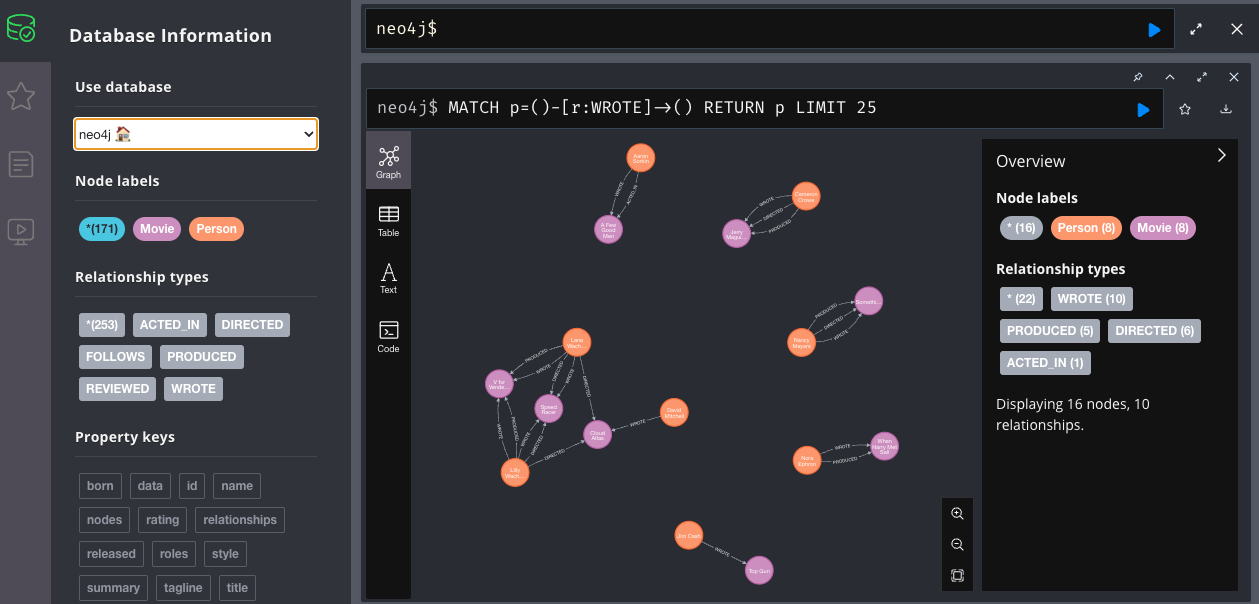 Database Information
Use database
neo4j 🏠
Node labels
*(171) Movie Person
Relationship types
*(253) ACTED_IN DIRECTED
FOLLOWS PRODUCED
REVIEWED WROTE
Property keys
born data id name
nodes rating relationships
released roles style
summary tagline title
neo4j$
neo4j$ MATCH p=()-[r:WROTE]->() RETURN p LIMIT 25
Graph
Table
Text
Code
Aaron
Sorkin
WROTE
ACTED_IN
A Few
Good
Men
Cameron
Crowe
WROTE
DIRECTED
PRODUCED
Jerry
Magui...
Somethi...
PRODUCED
DIRECTED
WROTE
Nancy
Meyers
Lana
Wach...
PRODUCED
WROTE
DIRECTED
WROTE
DIRECTED
V for
Vende...
Speed
Racer
Cloud
Atlas
David
Mitchell
WROTE
WROTE
PRODUCED
WROTE
DIRECTED
DIRECTED
Lilly
Wach...
When
Harry Met
Sall
WROTE
PRODUCED
Nora
Ephron
Jim Cash
WROTE
Top Gun
Overview
Node labels
* (16) Person (8) Movie (8)
Relationship types
* (22) WROTE (10)
PRODUCED (5) DIRECTED (6)
ACTED_IN (1)
Displaying 16 nodes, 10
relationships.